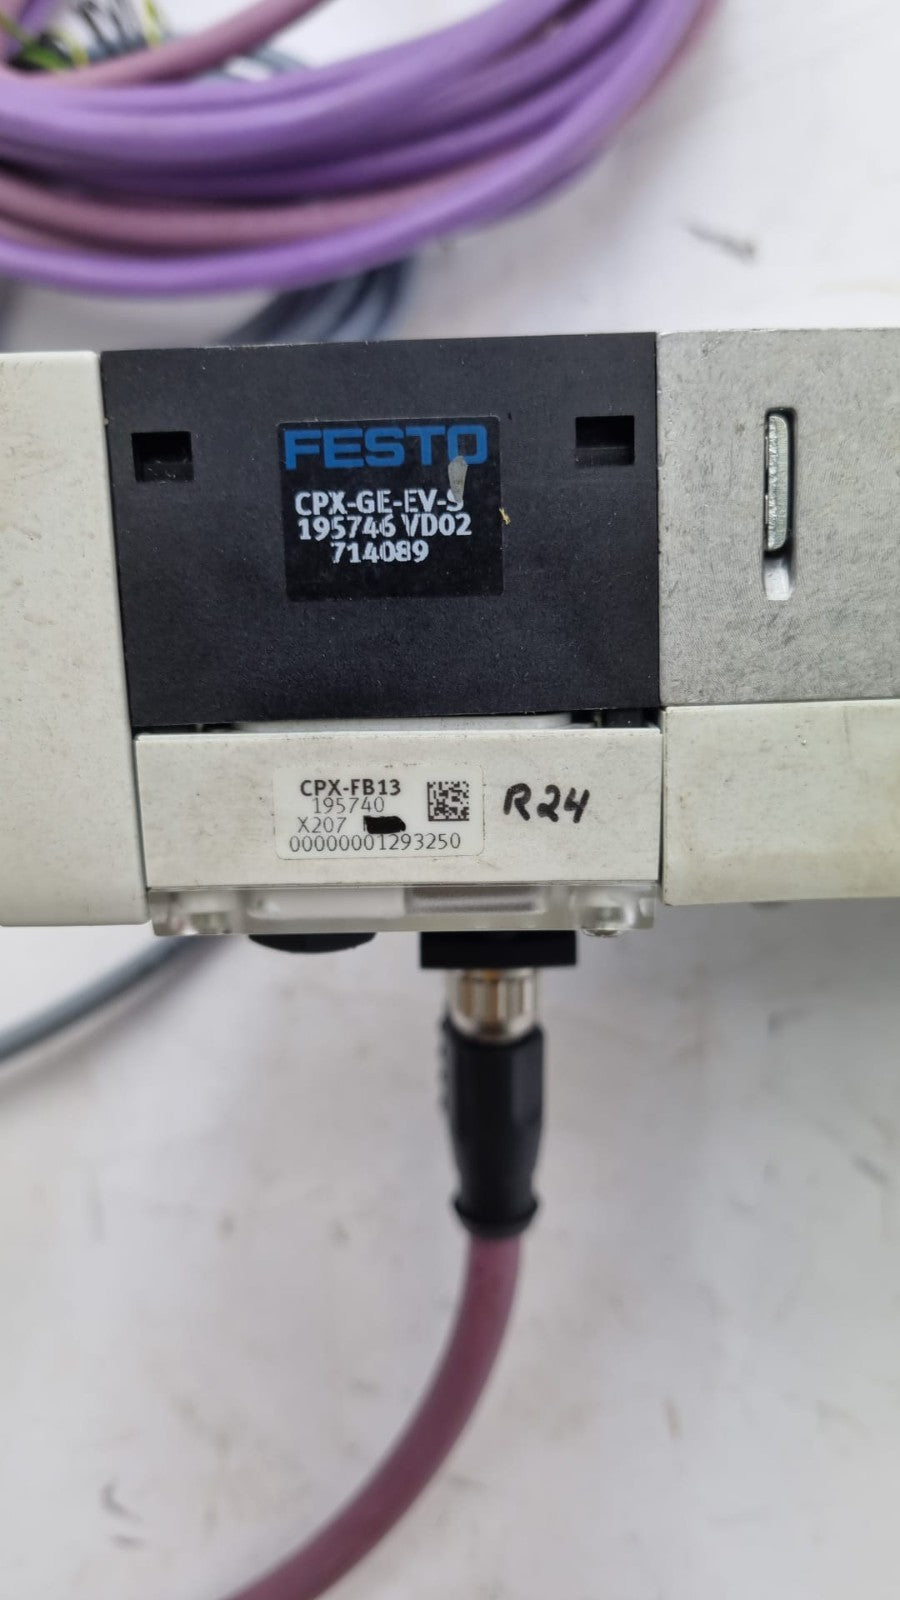 FESTO
CPX-GE-EV-S
195746 VD02
714089
CPX-FB13
195740
X207
00000001293250
R24